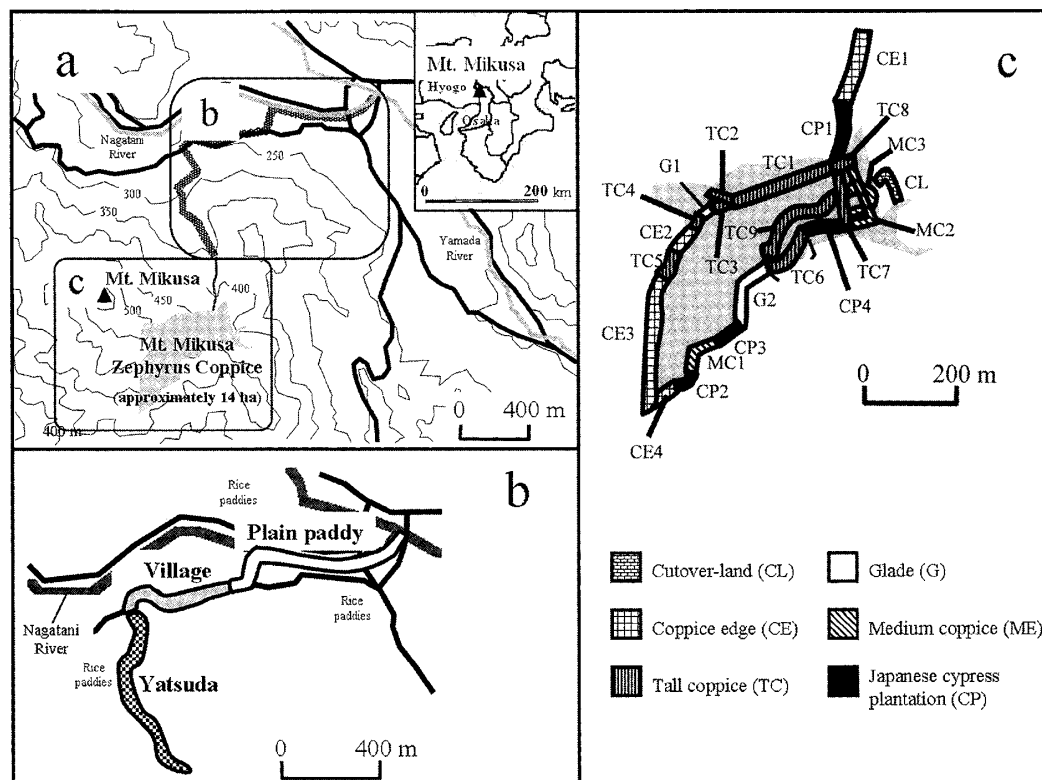 a
Mt. Mikusa
Hyogo
Osaka
0 200 km
b
Nagatani
River
250
300
350
Yamada
River
c
Mt. Mikusa
400
450
500
Mt. Mikusa
Zephyrus Coppice
(approximately 14 ha)
400 m
0 400 m
b
Rice
paddies
Plain paddy
Village
Nagatani
River
Rice
paddies
Rice
paddies
Yatsuda
0 400 m
c
CE1
CP1
TC8
TC2
MC3
G1
TC1
CL
TC4
CE2
TC9
MC2
TC5
TC3
TC6
TC7
G2
CP4
CE3
CP3
MC1
CP2
CE4
0 200 m
Cutover-land (CL)
Glade (G)
Coppice edge (CE)
Medium coppice (ME)
Tall coppice (TC)
Japanese cypress
plantation (CP)